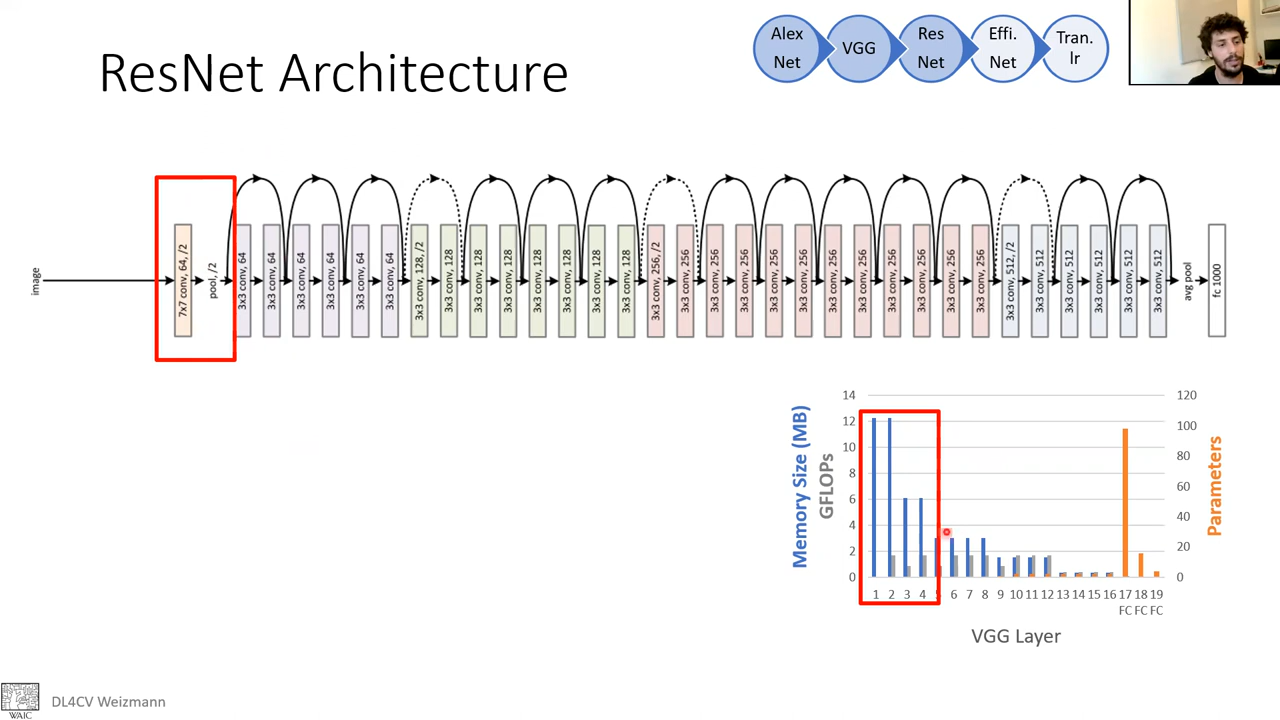 ResNet Architecture
Alex
Net
VGG
Res
Net
Effi.
Net
Tran.
lr
image
7x7 conv, 64, /2
pool, /2
3x3 conv, 64
3x3 conv, 64
3x3 conv, 64
3x3 conv, 64
3x3 conv, 64
3x3 conv, 64
3x3 conv, 128, /2
3x3 conv, 128
3x3 conv, 128
3x3 conv, 128
3x3 conv, 128
3x3 conv, 128
3x3 conv, 128
3x3 conv, 128
3x3 conv, 256, /2
3x3 conv, 256
3x3 conv, 256
3x3 conv, 256
3x3 conv, 256
3x3 conv, 256
3x3 conv, 256
3x3 conv, 256
3x3 conv, 256
3x3 conv, 256
3x3 conv, 256
3x3 conv, 256
3x3 conv, 512, /2
3x3 conv, 512
3x3 conv, 512
3x3 conv, 512
3x3 conv, 512
3x3 conv, 512
avg pool
fc 1000
Memory Size (MB)
GFLOPs
14
12
10
8
6
4
2
0
120
100
80
60
40
20
0
Parameters
1 2 3 4 5 6 7 8 9 10 11 12 13 14 15 16 17 18 19
FC FC FC
VGG Layer
WAIC
DL4CV Weizmann